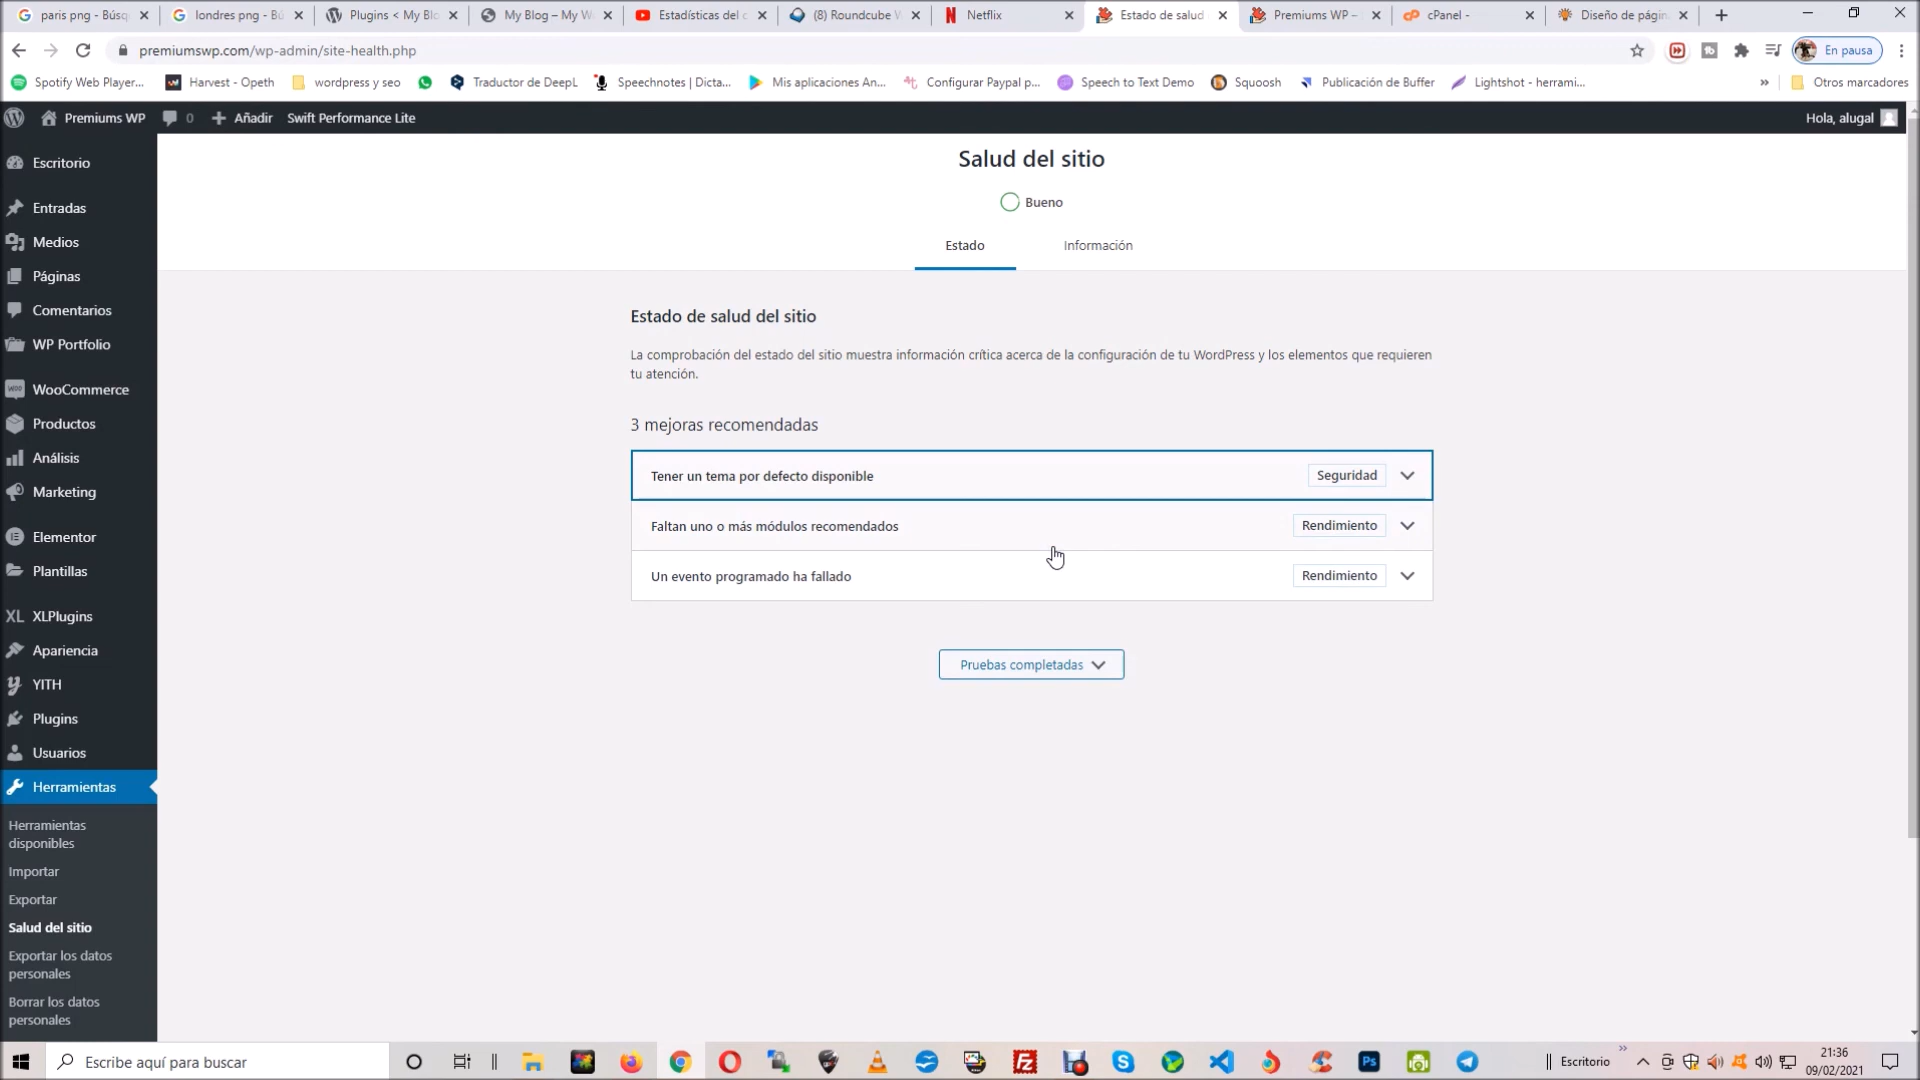 paris png - Bús
londres png - Bú
Plugins < My Blo
My Blog – My W
Estadísticas del c
(8) Roundcube W
Netflix
Estado de salud
Premiums WP –
cPanel -
Diseño de págin
premiumswp.com/wp-admin/site-health.php
En pausa
Spotify Web Player...
Harvest - Opeth
wordpress y seo
Traductor de DeepL
Speechnotes | Dicta...
Mis aplicaciones An...
Configurar Paypal p...
Speech to Text Demo
Squoosh
Publicación de Buffer
Lightshot - herrami...
»
Otros marcadores
Premiums WP
0
Añadir
Swift Performance Lite
Hola, alugal
Escritorio
Entradas
Medios
Páginas
Comentarios
WP Portfolio
WooCommerce
Productos
Análisis
Marketing
Elementor
Plantillas
XL XLPlugins
Apariencia
YITH
Plugins
Usuarios
Herramientas
Herramientas
disponibles
Importar
Exportar
Salud del sitio
Exportar los datos
personales
Borrar los datos
personales
Salud del sitio
Bueno
Estado
Información
Estado de salud del sitio
La comprobación del estado del sitio muestra información crítica acerca de la configuración de tu WordPress y los elementos que requieren
tu atención.
3 mejoras recomendadas
Tener un tema por defecto disponible
Seguridad
Faltan uno o más módulos recomendados
Rendimiento
Un evento programado ha fallado
Rendimiento
Pruebas completadas
Escribe aquí para buscar
Escritorio
»
21:36
09/02/2021